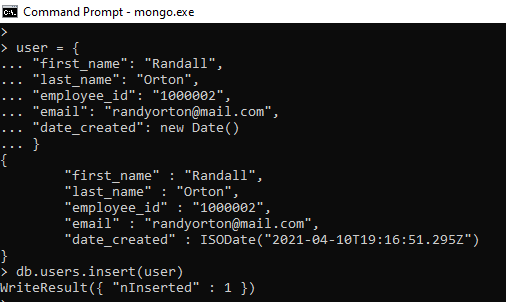 Command Prompt - mongo.exe
>
> user = {
... "first_name": "Randall",
... "last_name": "Orton",
... "employee_id": "1000002",
... "email": "randyorton@mail.com",
... "date_created": new Date()
... }
{
        "first_name" : "Randall",
        "last_name" : "Orton",
        "employee_id" : "1000002",
        "email" : "randyorton@mail.com",
        "date_created" : ISODate("2021-04-10T19:16:51.295Z")
}
> db.users.insert(user)
WriteResult({ "nInserted" : 1 })